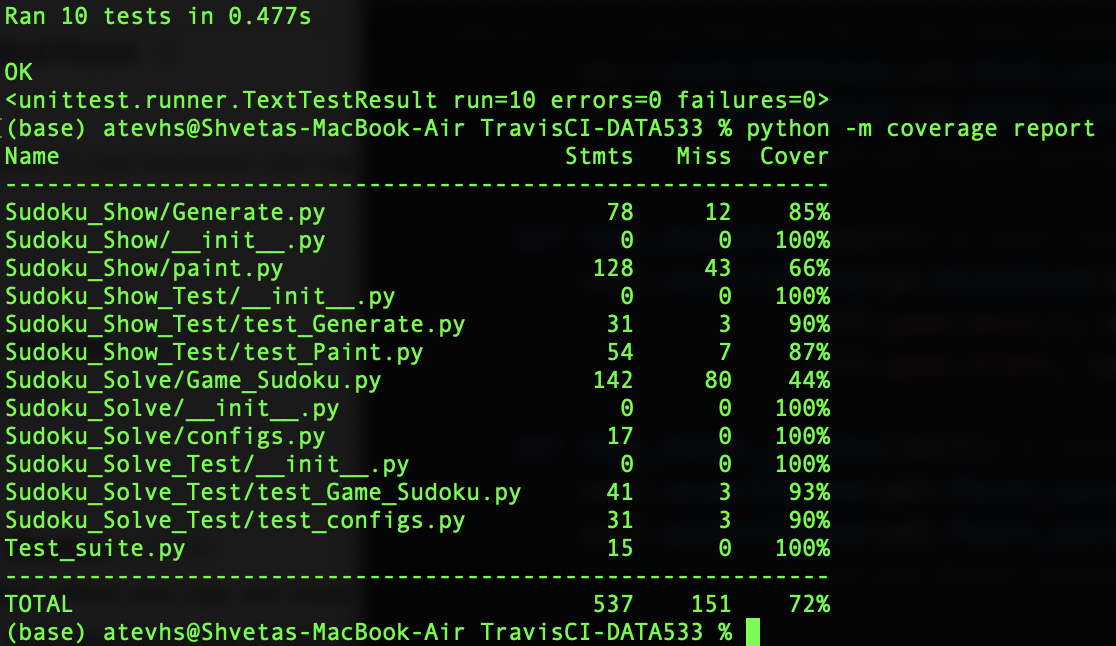 Ran 10 tests in 0.477s
OK
<unittest.runner.TextTestResult run=10 errors=0 failures=0>
(base) atevhs@Shvetas-MacBook-Air TravisCI-DATA533 % python -m coverage report
Name Stmts Miss Cover
-----------------------------------------------------------
Sudoku_Show/Generate.py 78 12 85%
Sudoku_Show/__init__.py 0 0 100%
Sudoku_Show/paint.py 128 43 66%
Sudoku_Show_Test/__init__.py 0 0 100%
Sudoku_Show_Test/test_Generate.py 31 3 90%
Sudoku_Show_Test/test_Paint.py 54 7 87%
Sudoku_Solve/Game_Sudoku.py 142 80 44%
Sudoku_Solve/__init__.py 0 0 100%
Sudoku_Solve/configs.py 17 0 100%
Sudoku_Solve_Test/__init__.py 0 0 100%
Sudoku_Solve_Test/test_Game_Sudoku.py 41 3 93%
Sudoku_Solve_Test/test_configs.py 31 3 90%
Test_suite.py 15 0 100%
-----------------------------------------------------------
TOTAL 537 151 72%
(base) atevhs@Shvetas-MacBook-Air TravisCI-DATA533 %